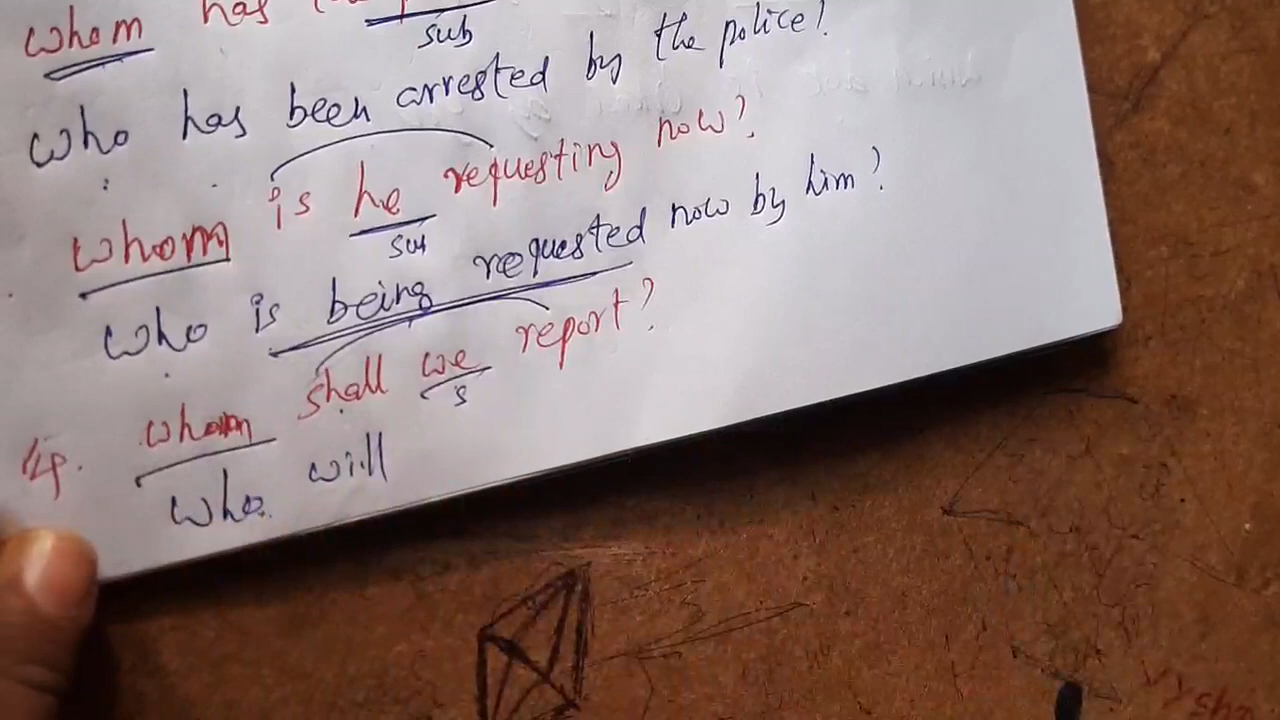 whom has
sub
who has been arrested by the police?
whom is he requesting now?
sub
who is being requested now by him?
4. whom shall we report?
s
who will